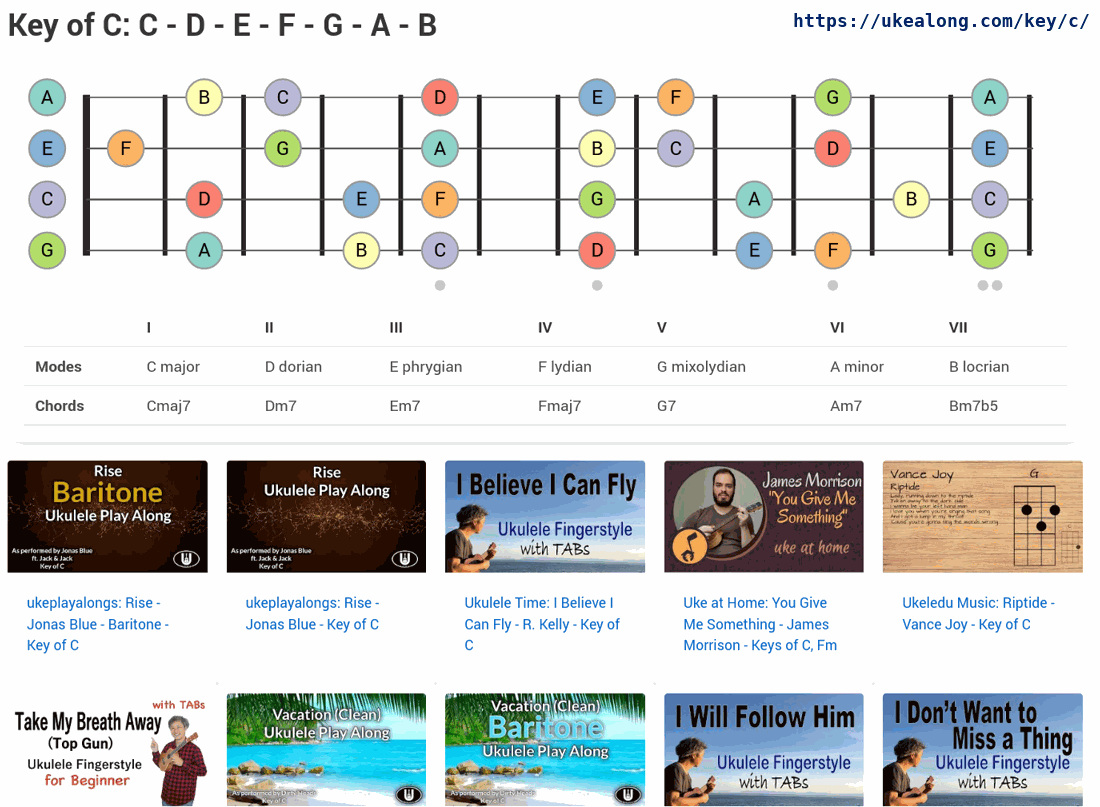 Key of C: C - D - E - F - G - A - B
https://ukealong.com/key/c/
A B C D E F G A
E F G A B C D E
C D E F G A B C
G A B C D E F G
I II III IV V VI VII
Modes C major D dorian E phrygian F lydian G mixolydian A minor B locrian
Chords Cmaj7 Dm7 Em7 Fmaj7 G7 Am7 Bm7b5
Rise
Baritone
Ukulele Play Along
As performed by Jonas Blue
ft. Jack & Jack
Key of C
Rise
Ukulele Play Along
As performed by Jonas Blue
ft. Jack & Jack
Key of C
I Believe I Can Fly
Ukulele Fingerstyle
with TABs
James Morrison
"You Give Me
Something"
uke at home
Vance Joy
Riptide
G
ukeplayalongs: Rise -
Jonas Blue - Baritone -
Key of C
ukeplayalongs: Rise -
Jonas Blue - Key of C
Ukulele Time: I Believe I
Can Fly - R. Kelly - Key of
C
Uke at Home: You Give
Me Something - James
Morrison - Keys of C, Fm
Ukeledu Music: Riptide -
Vance Joy - Key of C
with TABs
Take My Breath Away
(Top Gun)
Ukulele Fingerstyle
for Beginner
Vacation (Clean)
Ukulele Play Along
As performed by Dirty Heads
Key of C
Vacation (Clean)
Baritone
Ukulele Play Along
As performed by Dirty Heads
Key of C
I Will Follow Him
Ukulele Fingerstyle
with TABs
I Don't Want to
Miss a Thing
Ukulele Fingerstyle
with TABs